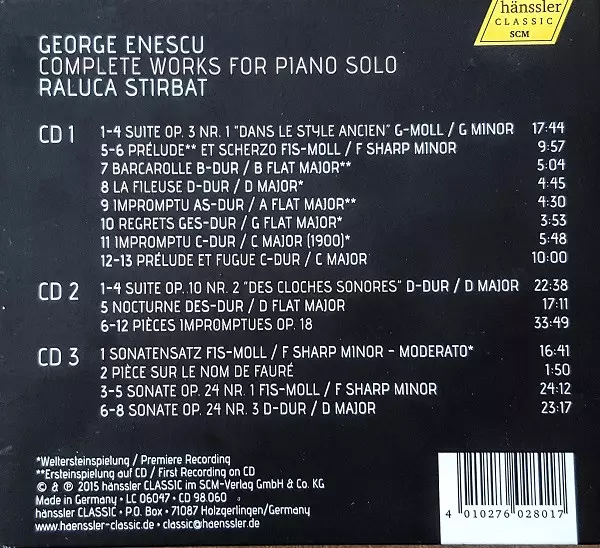 hänssler
CLASSIC
SCM
GEORGE ENESCU
COMPLETE WORKS FOR PIANO SOLO
RALUCA STIRBAT
CD 1 1-4 SUITE OP. 3 NR. 1 "DANS LE STYLE ANCIEN" G-MOLL / G MINOR 17:44
5-6 PRÉLUDE** ET SCHERZO FIS-MOLL / F SHARP MINOR 9:57
7 BARCAROLLE B-DUR / B FLAT MAJOR** 5:04
8 LA FILEUSE D-DUR / D MAJOR* 4:45
9 IMPROMPTU AS-DUR / A FLAT MAJOR** 4:30
10 REGRETS GES-DUR / G FLAT MAJOR* 3:53
11 IMPROMPTU C-DUR / C MAJOR (1900)* 5:48
12-13 PRÉLUDE ET FUGUE C-DUR / C MAJOR 10:00
CD 2 1-4 SUITE OP. 10 NR. 2 "DES CLOCHES SONORES" D-DUR / D MAJOR 22:38
5 NOCTURNE DES-DUR / D FLAT MAJOR 17:11
6-12 PIÈCES IMPROMPTUES OP. 18 33:49
CD 3 1 SONATENSATZ FIS-MOLL / F SHARP MINOR - MODERATO* 16:41
2 PIÈCE SUR LE NOM DE FAURÉ 1:50
3-5 SONATE OP. 24 NR. 1 FIS-MOLL / F SHARP MINOR 24:12
6-8 SONATE OP. 24 NR. 3 D-DUR / D MAJOR 23:17
*Weltersteinspielung / Premiere Recording
**Ersteinspielung auf CD / First Recording on CD
© & ℗ 2015 hänssler CLASSIC im SCM-Verlag GmbH & Co. KG
Made in Germany • LC 06047 • CD 98.060
hänssler CLASSIC • P.O. Box • 71087 Holzgerlingen/Germany
www.haenssler-classic.de • classic@haenssler.de
4 010276 028017